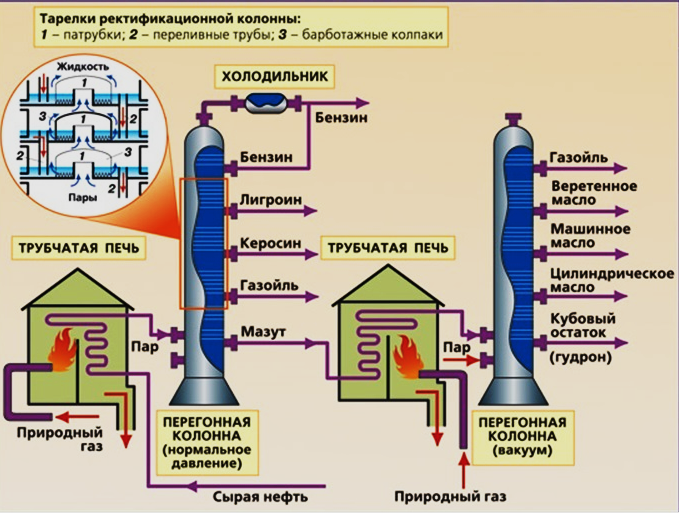 Тарелки ректификационной колонны:
1 – патрубки; 2 – переливные трубы; 3 – барботажные колпаки
Жидкость
1
3
1
2
2
1
3
2
Пары
ХОЛОДИЛЬНИК
Бензин
Бензин
Лигроин
Керосин
Газойль
Мазут
ТРУБЧАТАЯ ПЕЧЬ
Пар
Природный
газ
ПЕРЕГОННАЯ
КОЛОННА
(нормальное
давление)
Сырая нефть
ТРУБЧАТАЯ ПЕЧЬ
Пар
Природный газ
Газойль
Веретенное
масло
Машинное
масло
Цилиндрическое
масло
Кубовый
остаток
(гудрон)
ПЕРЕГОННАЯ
КОЛОННА
(вакуум)